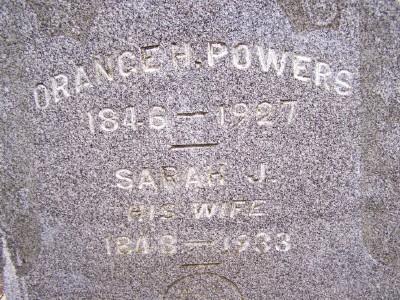 ORANGE H. POWERS
1846 — 1927
SARAH J.
HIS WIFE
1848 — 1933